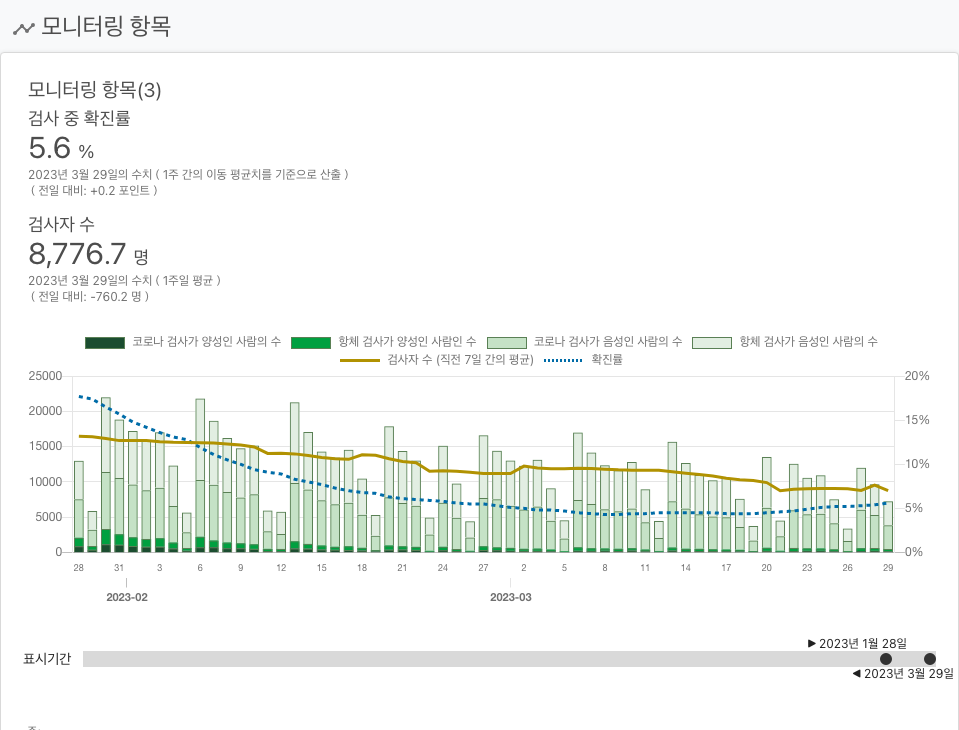 모니터링 항목
모니터링 항목(3)
검사 중 확진률
5.6 %
2023년 3월 29일의 수치 ( 1주 간의 이동 평균치를 기준으로 산출 )
( 전일 대비: +0.2 포인트 )
검사자 수
8,776.7 명
2023년 3월 29일의 수치 ( 1주일 평균 )
( 전일 대비: -760.2 명 )
코로나 검사가 양성인 사람의 수 항체 검사가 양성인 사람인 수 코로나 검사가 음성인 사람의 수 항체 검사가 음성인 사람의 수
검사자 수 (직전 7일 간의 평균) 확진률
25000 20%
20000 15%
15000 10%
10000 5%
5000 0%
0
28 31 3 6 9 12 15 18 21 24 27 2 5 8 11 14 17 20 23 26 29
2023-02 2023-03
▶ 2023년 1월 28일
표시기간
◀ 2023년 3월 29일